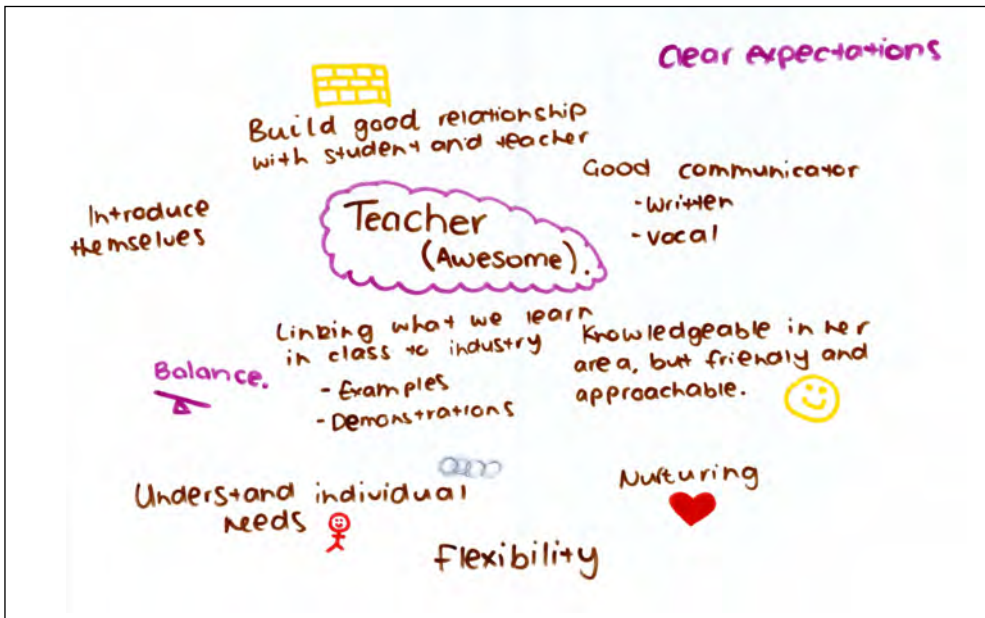 Clear expectations
Build good relationship
with student and teacher
Good communicator
- written
- vocal
Introduce
themselves
Teacher
(Awesome).
Linking what we learn
in class to industry
- Examples
- Demonstrations
Knowledgeable in her
area, but friendly and
approachable.
Balance.
Understand individual
needs
Nurturing
Flexibility